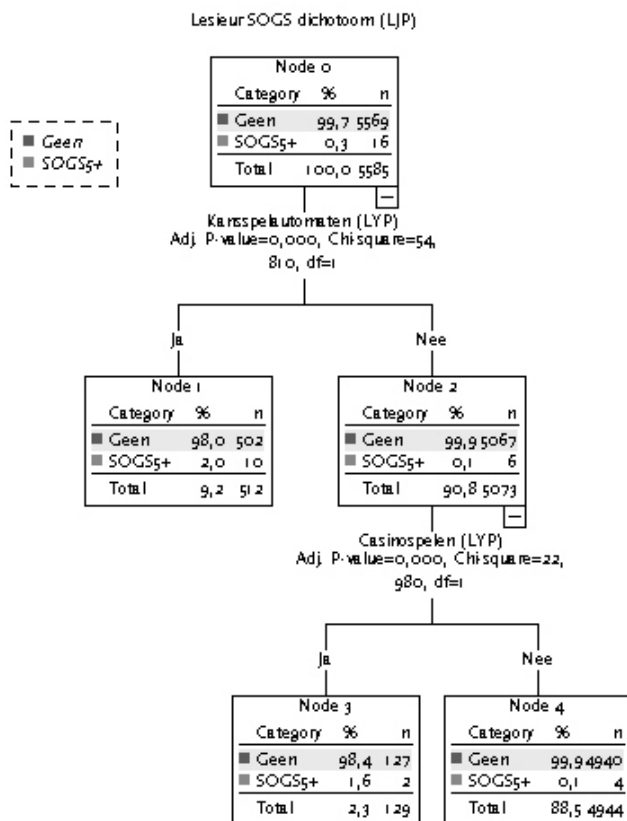 Lesieur SOGS dichotoom (LJP)
Node 0
Category % n
Geen 99,7 5569
SOGS5+ 0,3 16
Total 100,0 5585
Geen
SOGS5+
Kansspelautomaten (LYP)
Adj. P-value=0,000, Chi-square=54,
810, df=1
Ja
Nee
Node 1
Category % n
Geen 98,0 502
SOGS5+ 2,0 10
Total 9,2 512
Node 2
Category % n
Geen 99,9 5067
SOGS5+ 0,1 6
Total 90,8 5073
Casinospelen (LYP)
Adj. P-value=0,000, Chi-square=22,
980, df=1
Ja
Nee
Node 3
Category % n
Geen 98,4 127
SOGS5+ 1,6 2
Total 2,3 129
Node 4
Category % n
Geen 99,9 4940
SOGS5+ 0,1 4
Total 88,5 4944